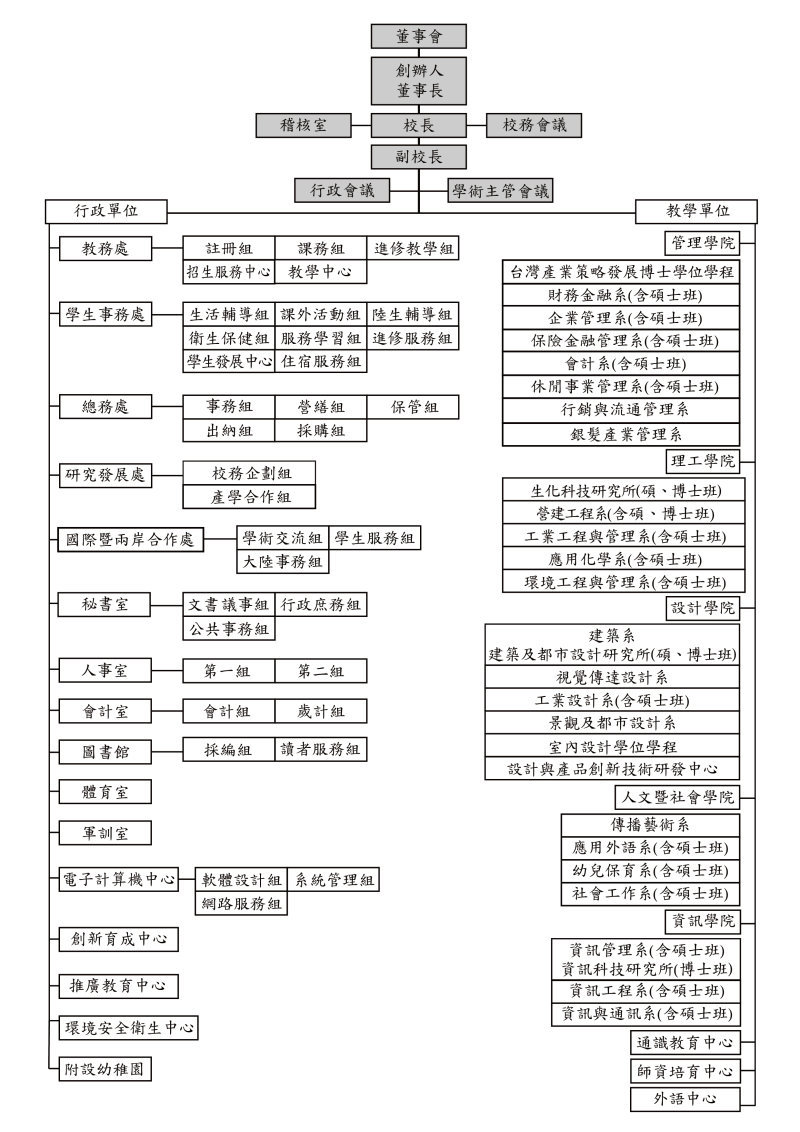 董事會
創辦人
董事長
稽核室
校長
校務會議
副校長
行政會議
學術主管會議
行政單位
教務處
註冊組
課務組
進修教學組
招生服務中心
教學中心
學生事務處
生活輔導組
課外活動組
陸生輔導組
衛生保健組
服務學習組
進修服務組
學生發展中心
住宿服務組
總務處
事務組
營繕組
保管組
出納組
採購組
研究發展處
校務企劃組
產學合作組
國際暨兩岸合作處
學術交流組
學生服務組
大陸事務組
秘書室
文書議事組
行政庶務組
公共事務組
人事室
第一組
第二組
會計室
會計組
歲計組
圖書館
採編組
讀者服務組
體育室
軍訓室
電子計算機中心
軟體設計組
系統管理組
網路服務組
創新育成中心
推廣教育中心
環境安全衛生中心
附設幼稚園
教學單位
管理學院
台灣產業策略發展博士學位學程
財務金融系(含碩士班)
企業管理系(含碩士班)
保險金融管理系(含碩士班)
會計系(含碩士班)
休閒事業管理系(含碩士班)
行銷與流通管理系
銀髮產業管理系
理工學院
生化科技研究所(碩、博士班)
營建工程系(含碩、博士班)
工業工程與管理系(含碩士班)
應用化學系(含碩士班)
環境工程與管理系(含碩士班)
設計學院
建築系
建築及都市設計研究所(碩、博士班)
視覺傳達設計系
工業設計系(含碩士班)
景觀及都市設計系
室內設計學位學程
設計與產品創新技術研發中心
人文暨社會學院
傳播藝術系
應用外語系(含碩士班)
幼兒保育系(含碩士班)
社會工作系(含碩士班)
資訊學院
資訊管理系(含碩士班)
資訊科技研究所(博士班)
資訊工程系(含碩士班)
資訊與通訊系(含碩士班)
通識教育中心
師資培育中心
外語中心